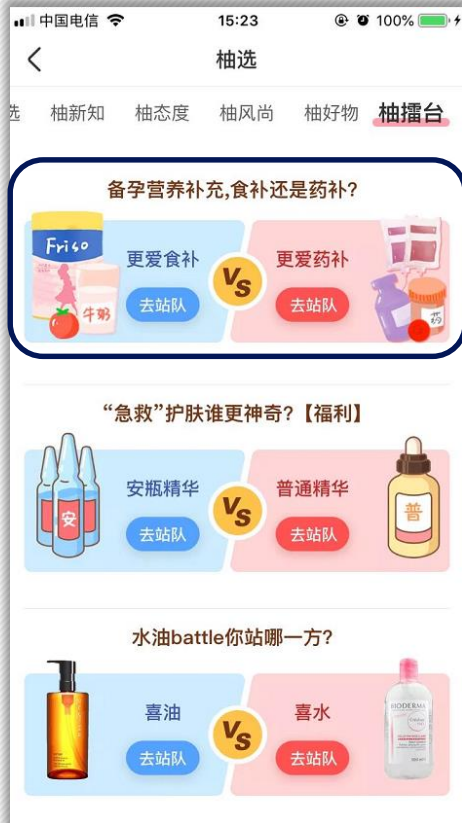 中国电信 15:23 100%
柚选
选 柚新知 柚态度 柚风尚 柚好物 柚擂台
备孕营养补充,食补还是药补?
Friso
牛奶
更爱食补 VS 更爱药补
去站队 去站队
“急救”护肤谁更神奇?【福利】
安 安瓶精华 VS 普通精华 普
去站队 去站队
水油battle你站哪一方?
喜油 VS 喜水
去站队 去站队
BIODERMA